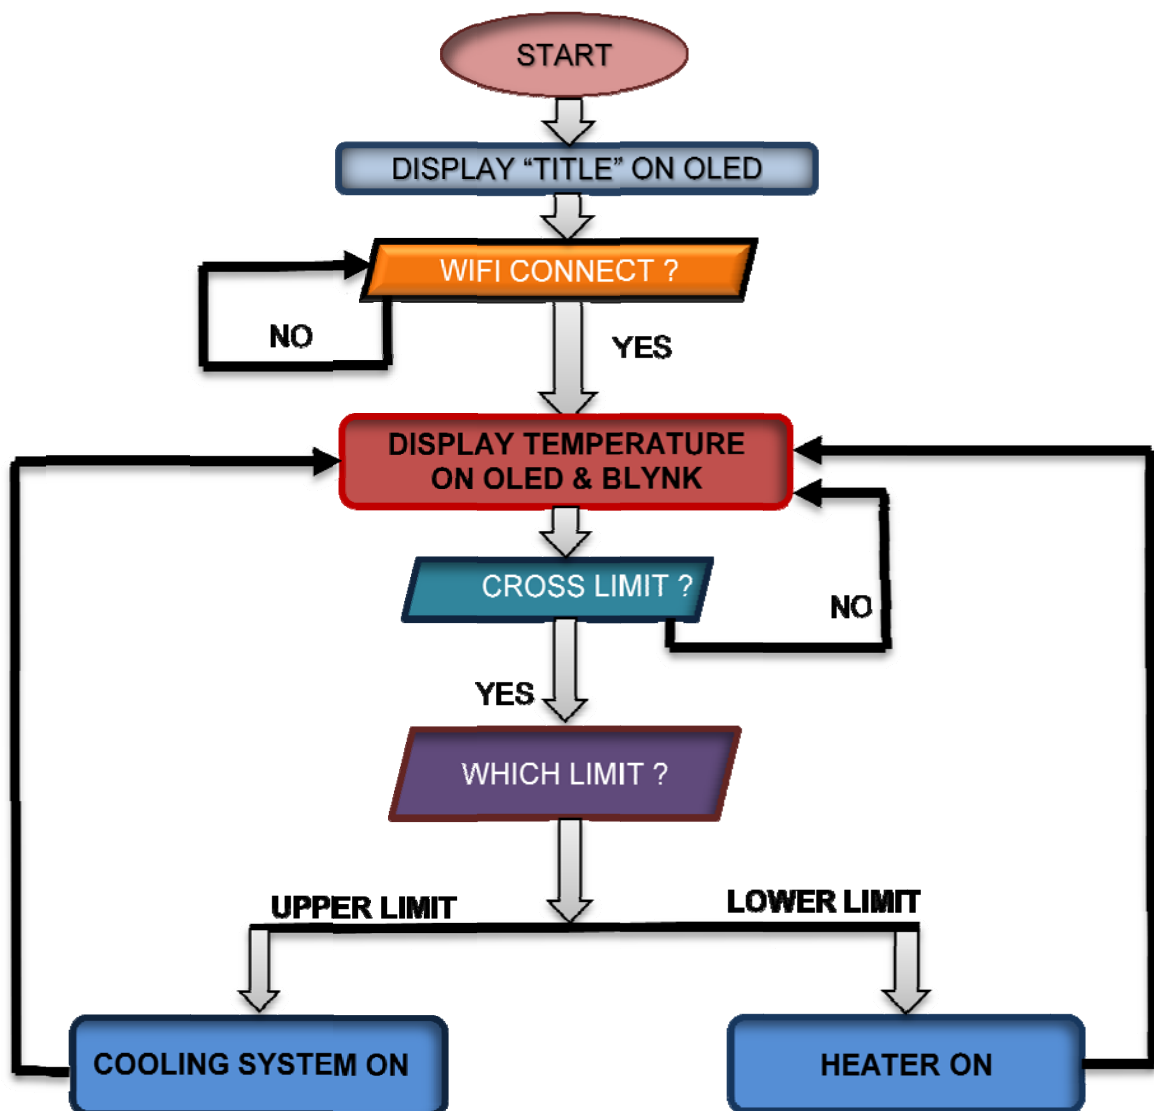 START
DISPLAY “TITLE” ON OLED
WIFI CONNECT ?
NO
YES
DISPLAY TEMPERATURE
ON OLED & BLYNK
CROSS LIMIT ?
NO
YES
WHICH LIMIT ?
UPPER LIMIT
LOWER LIMIT
COOLING SYSTEM ON
HEATER ON